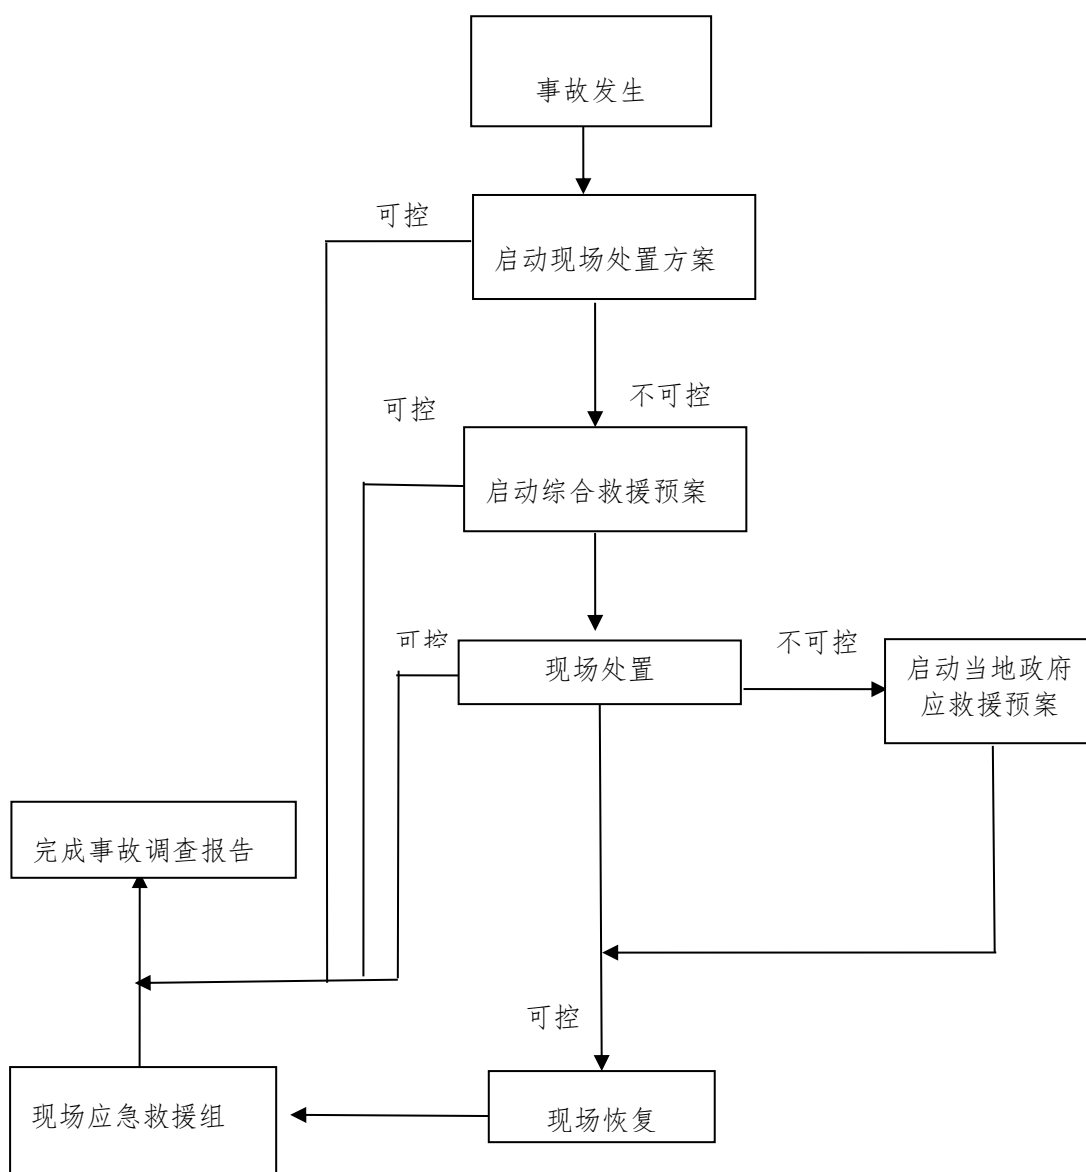 事故发生
可控
启动现场处置方案
可控
不可控
启动综合救援预案
可控
现场处置
不可控
启动当地政府
应救援预案
完成事故调查报告
可控
现场应急救援组
现场恢复